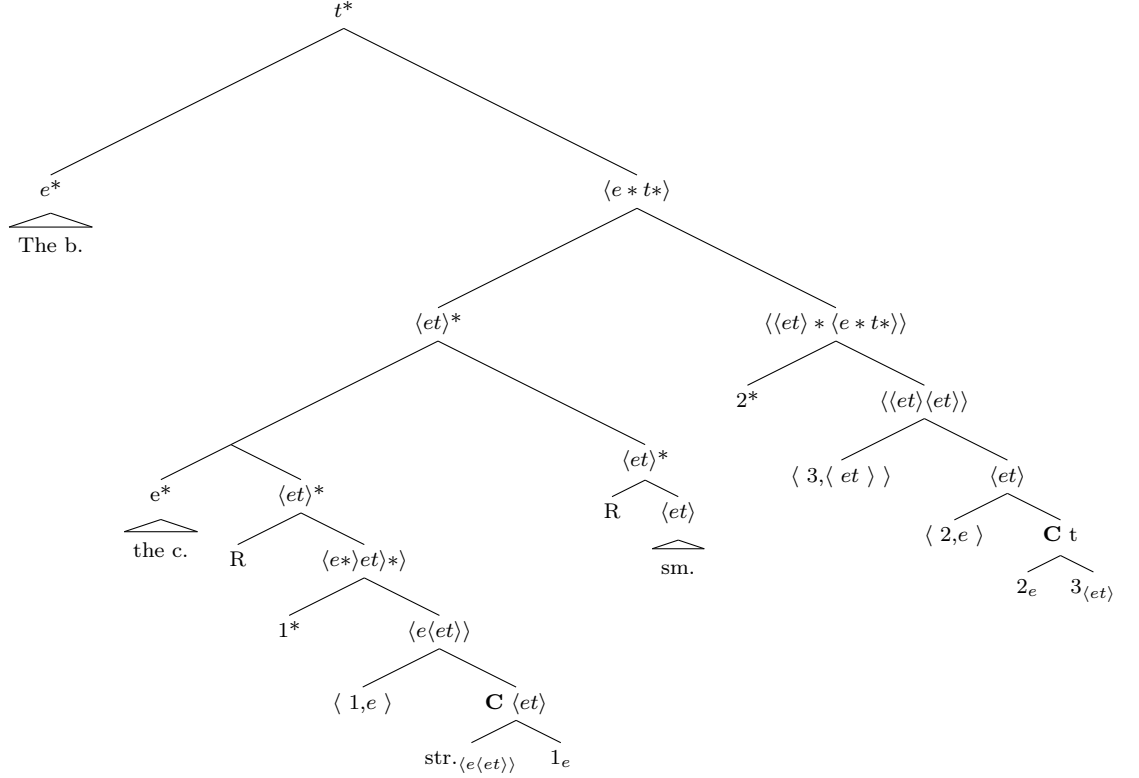 t*
e*
⟨e ∗ t∗⟩
The b.
⟨et⟩*
⟨⟨et⟩ ∗ ⟨e ∗ t∗⟩⟩
2*
⟨⟨et⟩⟨et⟩⟩
e*
⟨et⟩*
⟨et⟩*
⟨ 3,⟨ et ⟩ ⟩
⟨et⟩
the c.
R
⟨e∗⟩et⟩∗⟩
R
⟨et⟩
sm.
⟨ 2,e ⟩
C t
2ₑ
3⟨et⟩
1*
⟨e⟨et⟩⟩
⟨ 1,e ⟩
C ⟨et⟩
str.⟨e⟨et⟩⟩
1ₑ